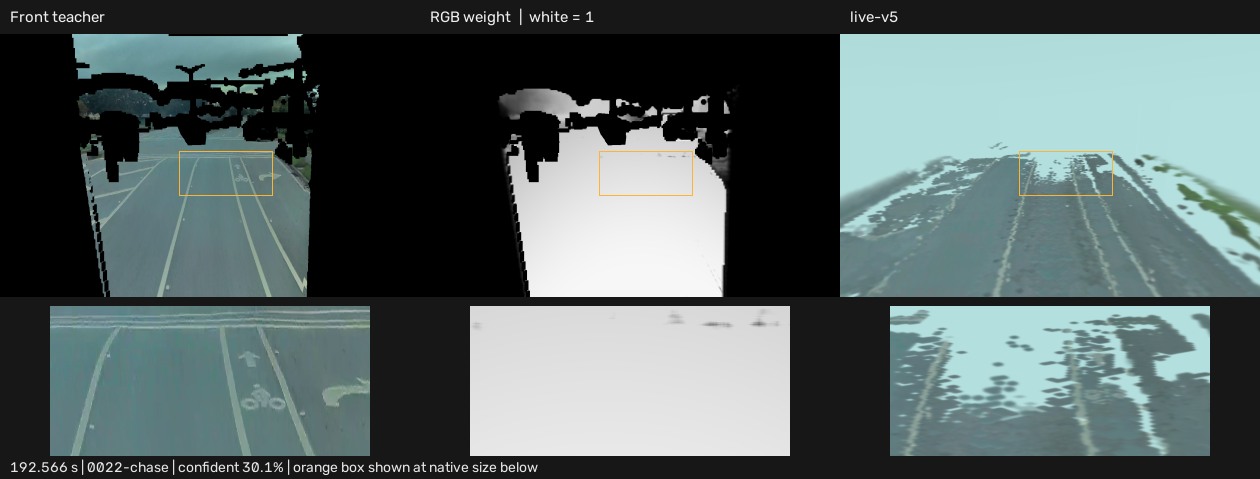 Front teacher
RGB weight | white = 1
live-v5
192.566 s | 0022-chase | confident 30.1% | orange box shown at native size below